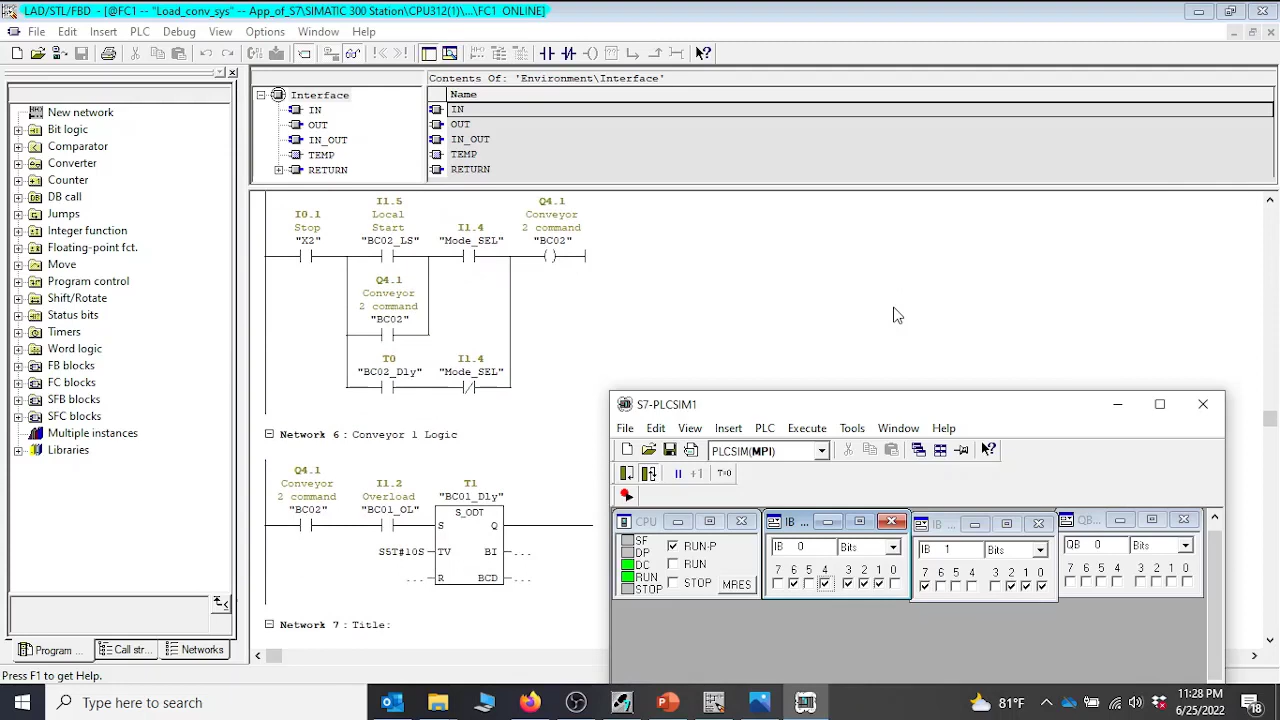 LAD/STL/FBD - [@FC1 -- "Load_conv_sys" -- App_of_S7\SIMATIC 300 Station\CPU312(1)\...\FC1 ONLINE]
File Edit Insert PLC Debug View Options Window Help
New network
Bit logic
Comparator
Converter
Counter
DB call
Jumps
Integer function
Floating-point fct.
Move
Program control
Shift/Rotate
Status bits
Timers
Word logic
FB blocks
FC blocks
SFB blocks
SFC blocks
Multiple instances
Libraries
Program ... Call str... Networks
Interface
IN
OUT
IN_OUT
TEMP
RETURN
Contents Of: 'Environment\Interface'
Name
IN
OUT
IN_OUT
TEMP
RETURN
I1.5 Q4.1
I0.1 Local Conveyor
Stop Start I1.4 2 command
"X2" "BC02_LS" "Mode_SEL" "BC02"
Q4.1
Conveyor
2 command
"BC02"
T0 I1.4
"BC02_Dly" "Mode_SEL"
Network 6 : Conveyor 1 Logic
Q4.1
Conveyor I1.2 T1
2 command Overload "BC01_Dly"
"BC02" "BC01_OL" S_ODT
S Q
S5T#10S TV BI ...
... R BCD ...
Network 7 : Title:
S7-PLCSIM1
File Edit View Insert PLC Execute Tools Window Help
PLCSIM(MPI)
+1 T=0
CPU
SF
DP
DC
RUN
STOP
RUN-P
RUN
STOP MRES
IB ...
IB 0 Bits
7 6 5 4 3 2 1 0
IB ...
IB 1 Bits
7 6 5 4 3 2 1 0
QB...
QB 0 Bits
7 6 5 4 3 2 1 0
Press F1 to get Help.
Type here to search
81°F
11:28 PM
6/25/2022
18